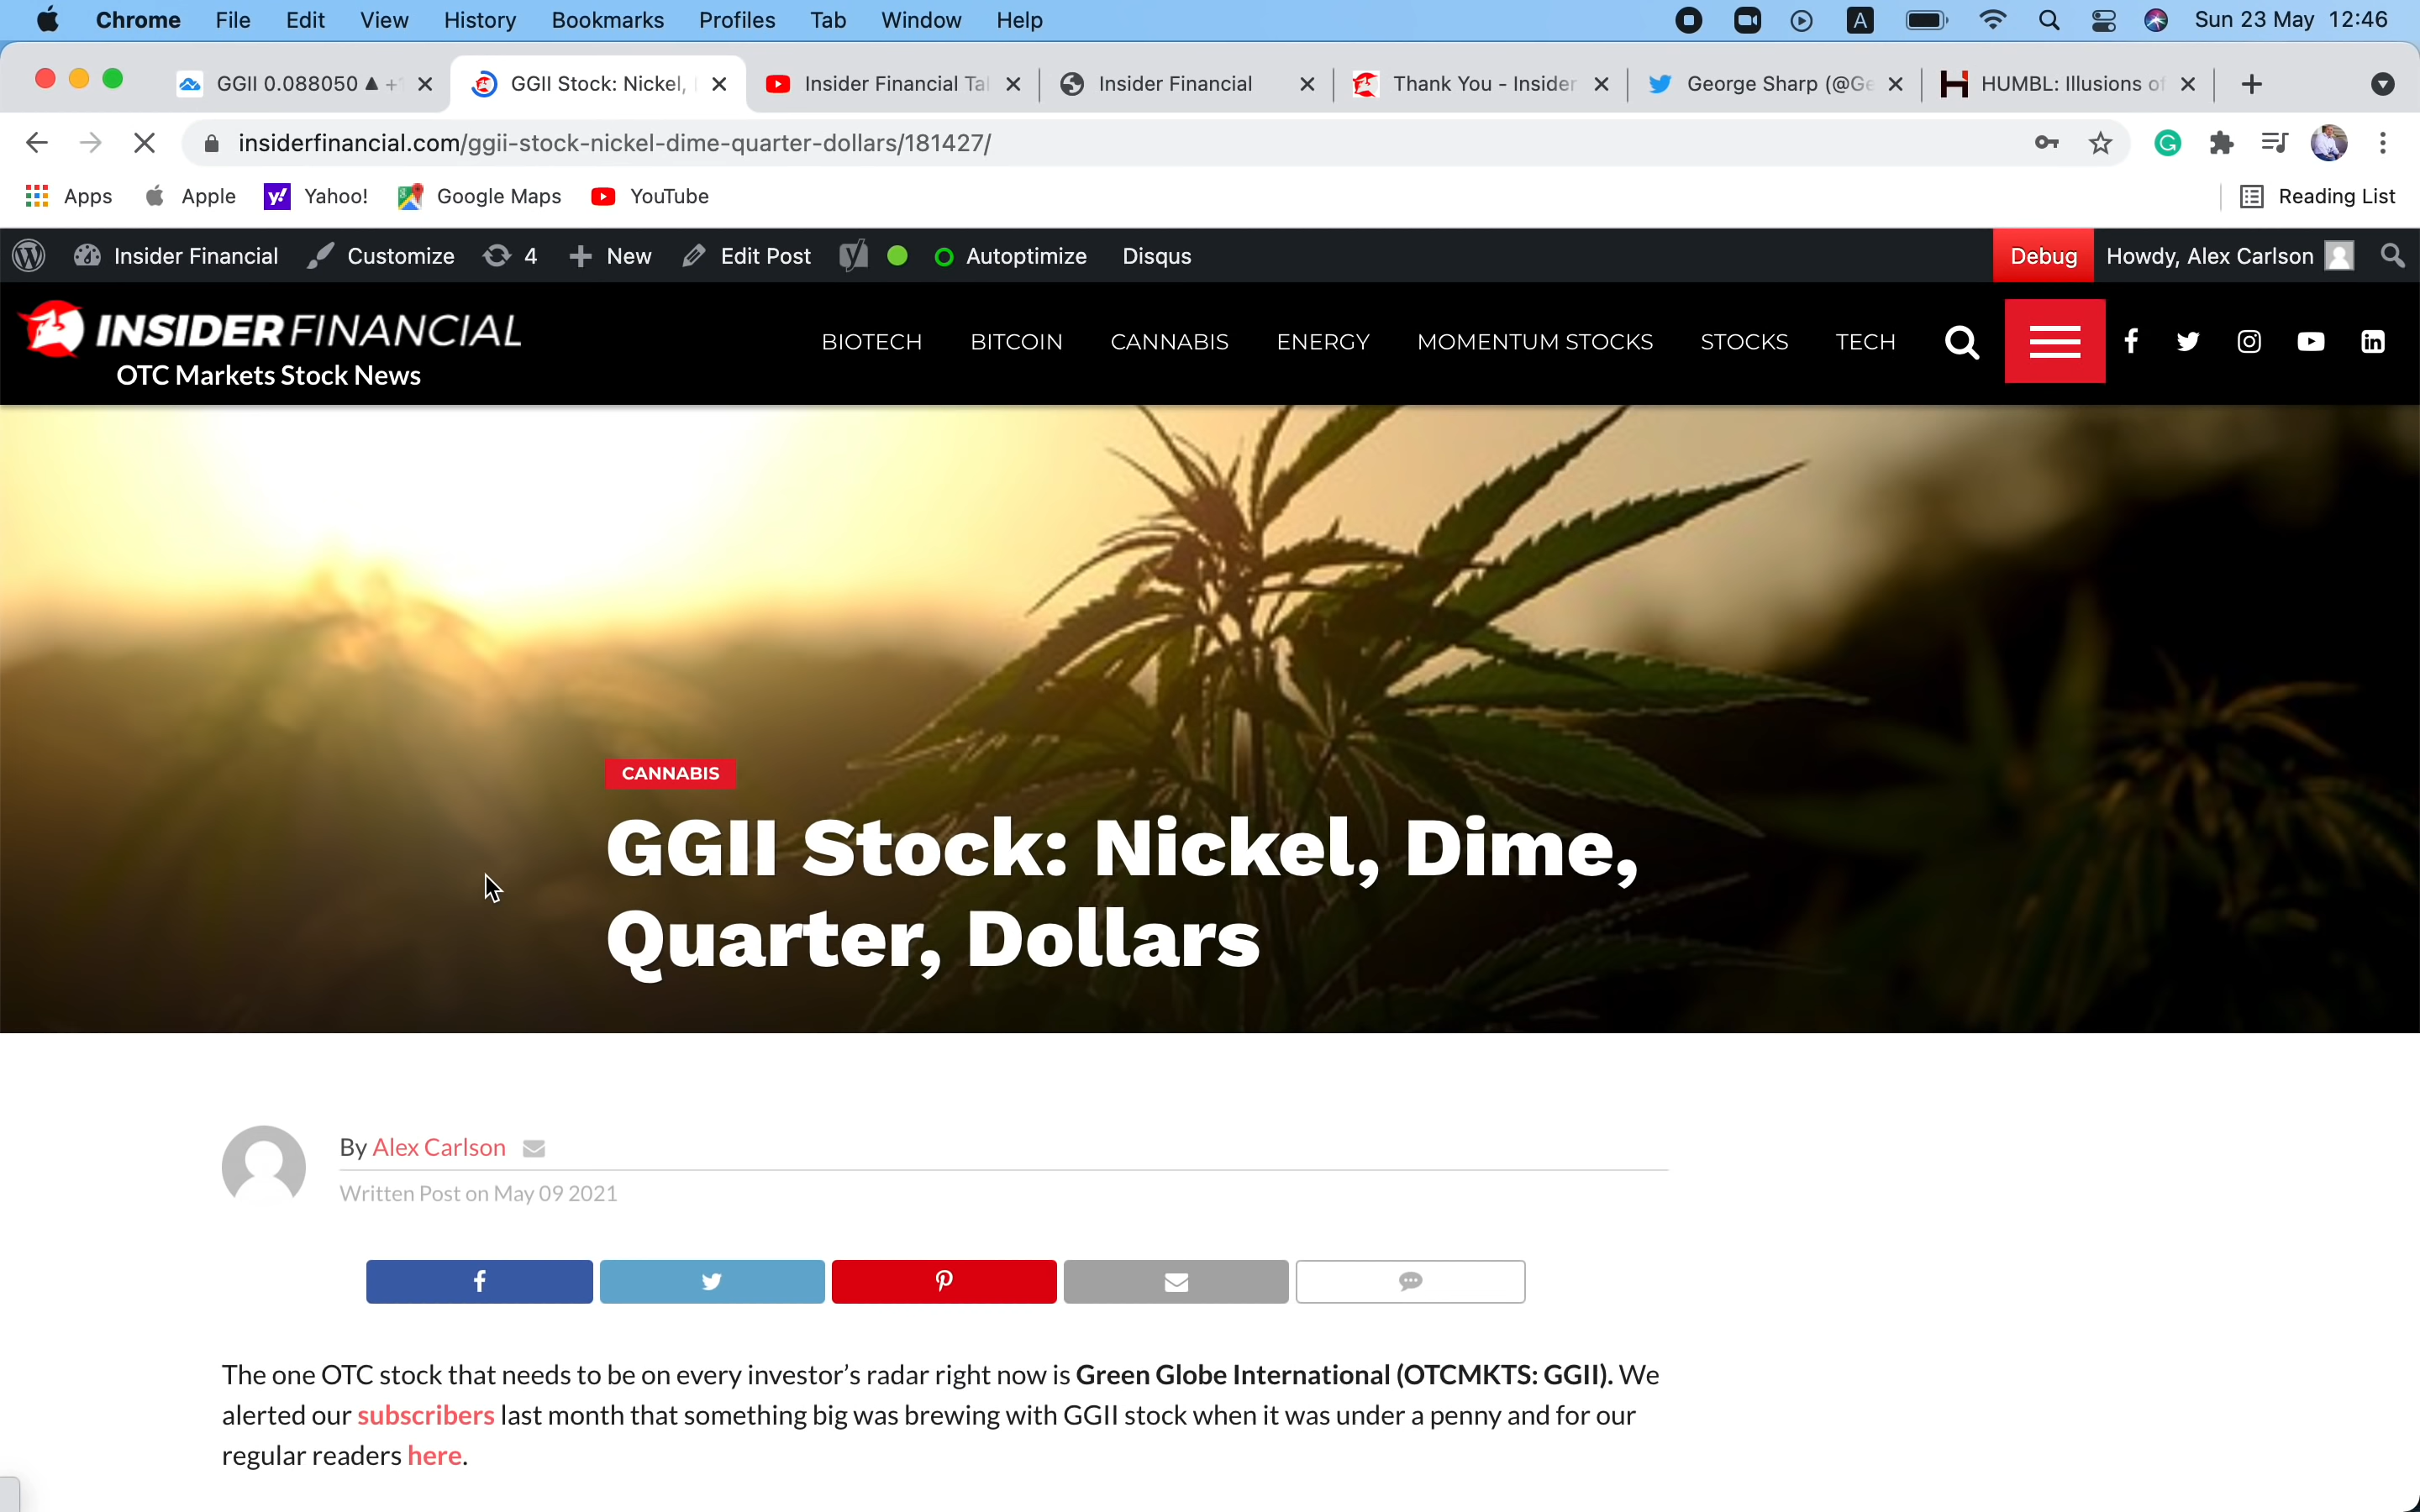 Chrome File Edit View History Bookmarks Profiles Tab Window Help A Sun 23 May 12:46
GGII 0.088050 ▲ + GGII Stock: Nickel, Insider Financial Ta Insider Financial Thank You - Insider George Sharp (@Ge HUMBL: Illusions of
insiderfinancial.com/ggii-stock-nickel-dime-quarter-dollars/181427/
Apps Apple Yahoo! Google Maps YouTube Reading List
Insider Financial Customize 4 New Edit Post Autoptimize Disqus Debug Howdy, Alex Carlson
INSIDER FINANCIAL
OTC Markets Stock News
BIOTECH BITCOIN CANNABIS ENERGY MOMENTUM STOCKS STOCKS TECH
CANNABIS
GGII Stock: Nickel, Dime,
Quarter, Dollars
By Alex Carlson
Written Post on May 09 2021
The one OTC stock that needs to be on every investor’s radar right now is Green Globe International (OTCMKTS: GGII). We
alerted our subscribers last month that something big was brewing with GGII stock when it was under a penny and for our
regular readers here.